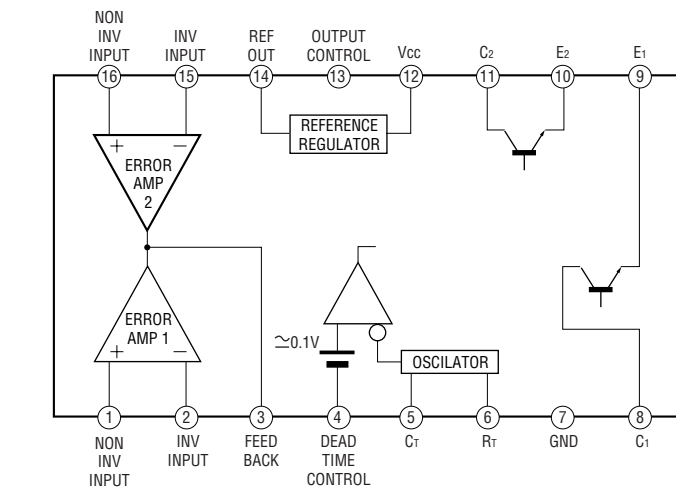 NON
INV
INPUT
INV
INPUT
REF
OUT
OUTPUT
CONTROL
Vcc
C2
E2
E1
16
15
14
13
12
11
10
9
REFERENCE
REGULATOR
+
−
ERROR
AMP
2
ERROR
AMP 1
+
−
≃0.1V
OSCILATOR
1
2
3
4
5
6
7
8
NON
INV
INPUT
INV
INPUT
FEED
BACK
DEAD
TIME
CONTROL
CT
RT
GND
C1